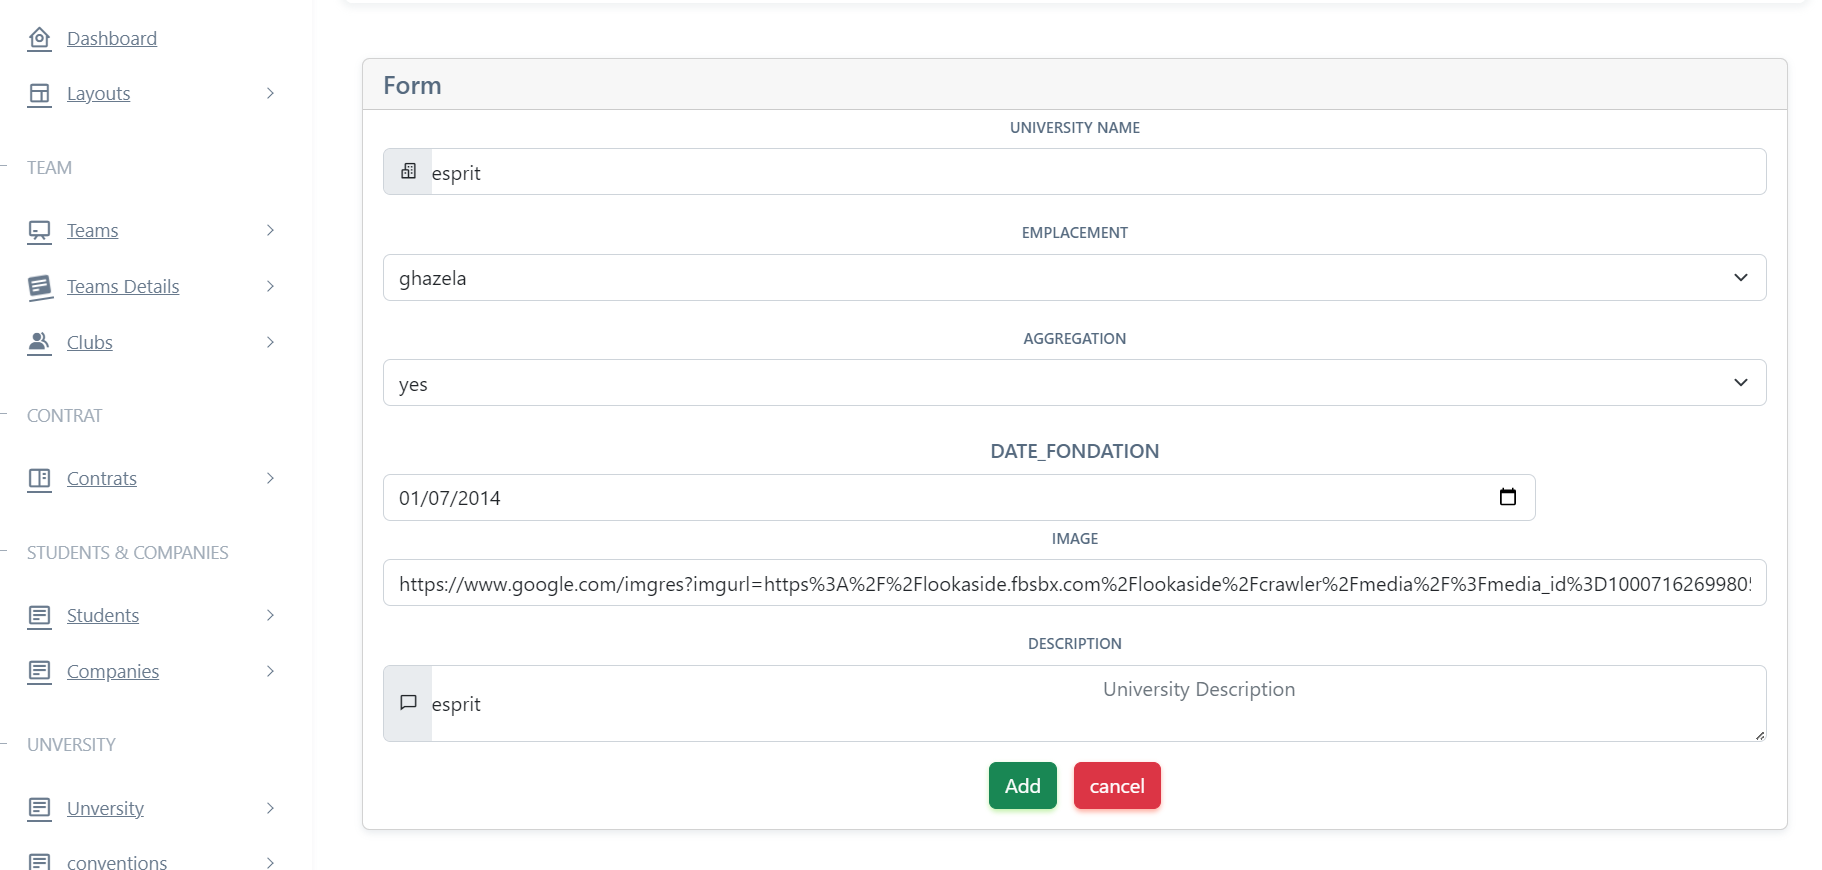 Dashboard
Layouts
TEAM
Teams
Teams Details
Clubs
CONTRAT
Contrats
STUDENTS & COMPANIES
Students
Companies
UNVERSITY
Unversity
conventions
Form
UNIVERSITY NAME
esprit
EMPLACEMENT
ghazela
AGGREGATION
yes
DATE_FONDATION
01/07/2014
IMAGE
https://www.google.com/imgres?imgurl=https%3A%2F%2Flookaside.fbsbx.com%2Flookaside%2Fcrawler%2Fmedia%2F%3Fmedia_id%3D10007162699805
DESCRIPTION
University Description
esprit
Add cancel